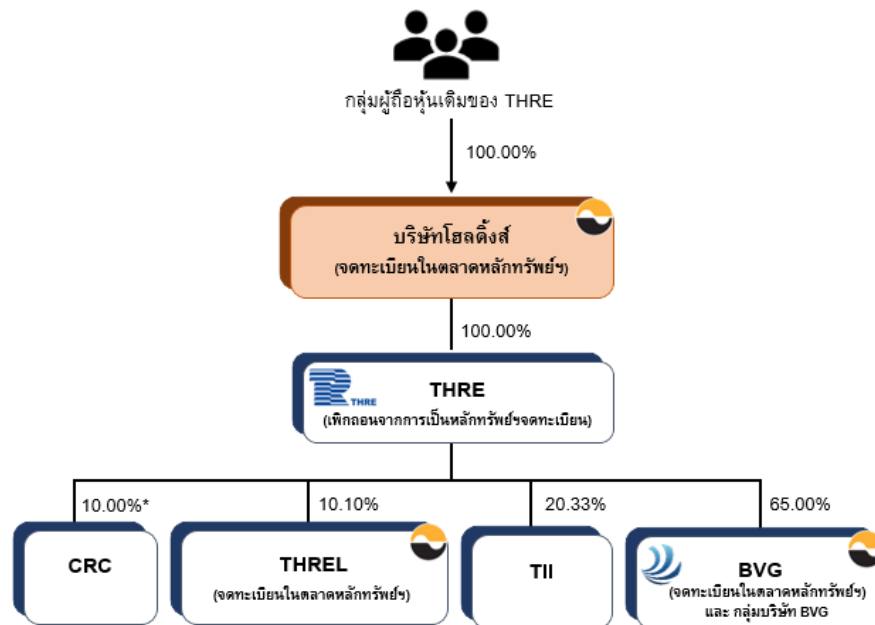 กลุ่มผู้ถือหุ้นเดิมของ THRE
100.00%
บริษัทโฮลดิ้งส์
(จดทะเบียนในตลาดหลักทรัพย์ฯ)
100.00%
THRE
THRE
(เพิกถอนจากการเป็นหลักทรัพย์ฯจดทะเบียน)
10.00%*
10.10%
20.33%
65.00%
CRC
THREL
(จดทะเบียนในตลาดหลักทรัพย์ฯ)
TII
BVG
(จดทะเบียนในตลาดหลักทรัพย์ฯ)
และ กลุ่มบริษัท BVG